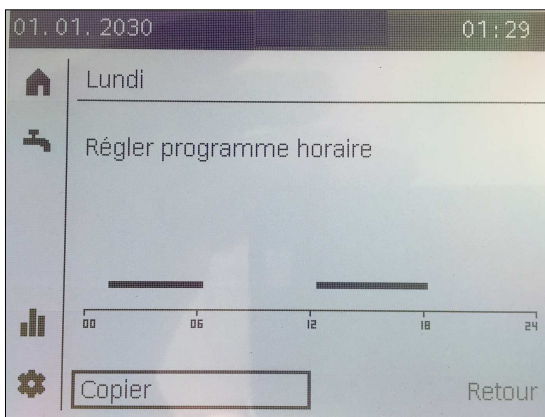 01. 01. 2030 01:29
Lundi
Régler programme horaire
00 06 12 18 24
Copier Retour